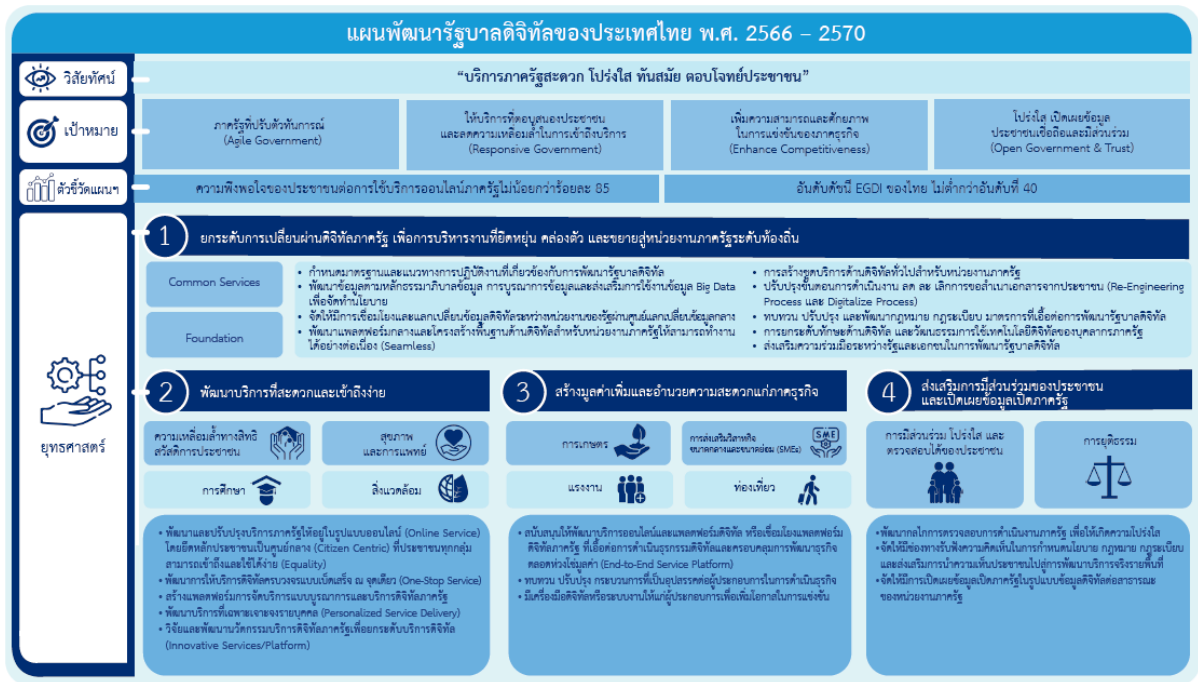 แผนพัฒนารัฐบาลดิจิทัลของประเทศไทย พ.ศ. 2566 – 2570
วิสัยทัศน์
“บริการภาครัฐสะดวก โปร่งใส ทันสมัย ตอบโจทย์ประชาชน”
เป้าหมาย
ภาครัฐที่ปรับตัวทันการณ์
(Agile Government)
ให้บริการที่ตอบสนองประชาชน
และลดความเหลื่อมล้ำในการเข้าถึงบริการ
(Responsive Government)
เพิ่มความสามารถและศักยภาพ
ในการแข่งขันของภาคธุรกิจ
(Enhance Competitiveness)
โปร่งใส เปิดเผยข้อมูล
ประชาชนเชื่อถือและมีส่วนร่วม
(Open Government & Trust)
ตัวชี้วัดแผนฯ
ความพึงพอใจของประชาชนต่อการใช้บริการออนไลน์ภาครัฐไม่น้อยกว่าร้อยละ 85
อันดับดัชนี EGDI ของไทย ไม่ต่ำกว่าอันดับที่ 40
ยุทธศาสตร์
1 ยกระดับการเปลี่ยนผ่านดิจิทัลภาครัฐ เพื่อการบริหารงานที่ยืดหยุ่น คล่องตัว และขยายสู่หน่วยงานภาครัฐระดับท้องถิ่น
Common Services
Foundation
• กำหนดมาตรฐานและแนวทางการปฏิบัติงานที่เกี่ยวข้องกับการพัฒนารัฐบาลดิจิทัล
• พัฒนาข้อมูลตามหลักธรรมาภิบาลข้อมูล การบูรณาการข้อมูลและส่งเสริมการใช้งานข้อมูล Big Data
เพื่อจัดทำนโยบาย
• จัดให้มีการเชื่อมโยงและแลกเปลี่ยนข้อมูลดิจิทัลระหว่างหน่วยงานของรัฐผ่านศูนย์แลกเปลี่ยนข้อมูลกลาง
• พัฒนาแพลตฟอร์มกลางและโครงสร้างพื้นฐานด้านดิจิทัลสำหรับหน่วยงานภาครัฐให้สามารถทำงาน
ได้อย่างต่อเนื่อง (Seamless)
• การสร้างชุดบริการด้านดิจิทัลทั่วไปสำหรับหน่วยงานภาครัฐ
• ปรับปรุงขั้นตอนการดำเนินงาน ลด ละ เลิกการขอสำเนาเอกสารจากประชาชน (Re-Engineering
Process และ Digitalize Process)
• ทบทวน ปรับปรุง และพัฒนากฎหมาย กฎระเบียบ มาตรการที่เอื้อต่อการพัฒนารัฐบาลดิจิทัล
• การยกระดับทักษะด้านดิจิทัล และวัฒนธรรมการใช้เทคโนโลยีดิจิทัลของบุคลากรภาครัฐ
• ส่งเสริมความร่วมมือระหว่างรัฐและเอกชนในการพัฒนารัฐบาลดิจิทัล
2 พัฒนาบริการที่สะดวกและเข้าถึงง่าย
ความเหลื่อมล้ำทางสิทธิ
สวัสดิการประชาชน
สุขภาพ
และการแพทย์
การศึกษา
สิ่งแวดล้อม
• พัฒนาและปรับปรุงบริการภาครัฐให้อยู่ในรูปแบบออนไลน์ (Online Service)
โดยยึดหลักประชาชนเป็นศูนย์กลาง (Citizen Centric) ที่ประชาชนทุกกลุ่ม
สามารถเข้าถึงและใช้ได้ง่าย (Equality)
• พัฒนาการให้บริการดิจิทัลครบวงจรแบบเบ็ดเสร็จ ณ จุดเดียว (One-Stop Service)
• สร้างแพลตฟอร์มการจัดบริการแบบบูรณาการและบริการดิจิทัลภาครัฐ
• พัฒนาบริการที่เฉพาะเจาะจงรายบุคคล (Personalized Service Delivery)
• วิจัยและพัฒนานวัตกรรมบริการดิจิทัลภาครัฐเพื่อยกระดับบริการดิจิทัล
(Innovative Services/Platform)
3 สร้างมูลค่าเพิ่มและอำนวยความสะดวกแก่ภาคธุรกิจ
การเกษตร
การส่งเสริมวิสาหกิจ
ขนาดกลางและขนาดย่อม (SMEs)
SME
แรงงาน
ท่องเที่ยว
• สนับสนุนให้พัฒนาบริการออนไลน์และแพลตฟอร์มดิจิทัล หรือเชื่อมโยงแพลตฟอร์ม
ดิจิทัลภาครัฐ ที่เอื้อต่อการดำเนินธุรกรรมดิจิทัลและครอบคลุมการพัฒนาธุรกิจ
ตลอดห่วงโซ่มูลค่า (End-to-End Service Platform)
• ทบทวน ปรับปรุง กระบวนการที่เป็นอุปสรรคต่อผู้ประกอบการในการดำเนินธุรกิจ
• มีเครื่องมือดิจิทัลหรือระบบงานให้แก่ผู้ประกอบการเพื่อเพิ่มโอกาสในการแข่งขัน
4 ส่งเสริมการมีส่วนร่วมของประชาชน
และเปิดเผยข้อมูลเปิดภาครัฐ
การมีส่วนร่วม โปร่งใส และ
ตรวจสอบได้ของประชาชน
การยุติธรรม
• พัฒนากลไกการตรวจสอบการดำเนินงานภาครัฐ เพื่อให้เกิดความโปร่งใส
• จัดให้มีช่องทางรับฟังความคิดเห็นในการกำหนดนโยบาย กฎหมาย กฎระเบียบ
และส่งเสริมการนำความเห็นประชาชนไปสู่การพัฒนาบริการจริงรายพื้นที่
• จัดให้มีการเปิดเผยข้อมูลเปิดภาครัฐในรูปแบบข้อมูลดิจิทัลต่อสาธารณะ
ของหน่วยงานภาครัฐ